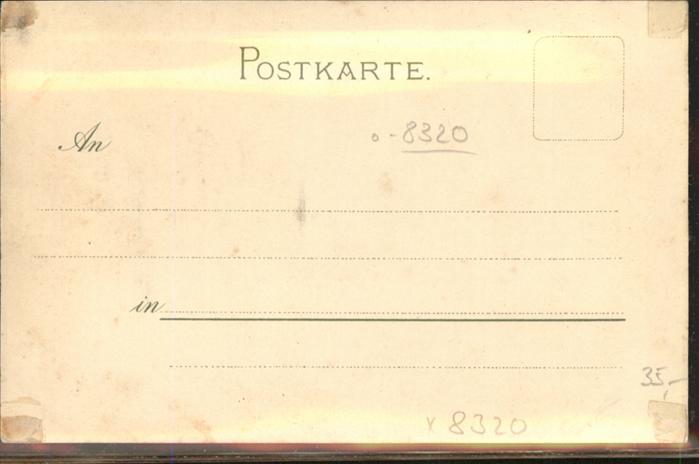 POSTKARTE.
An
o - 8320
in
35,-
x 8320